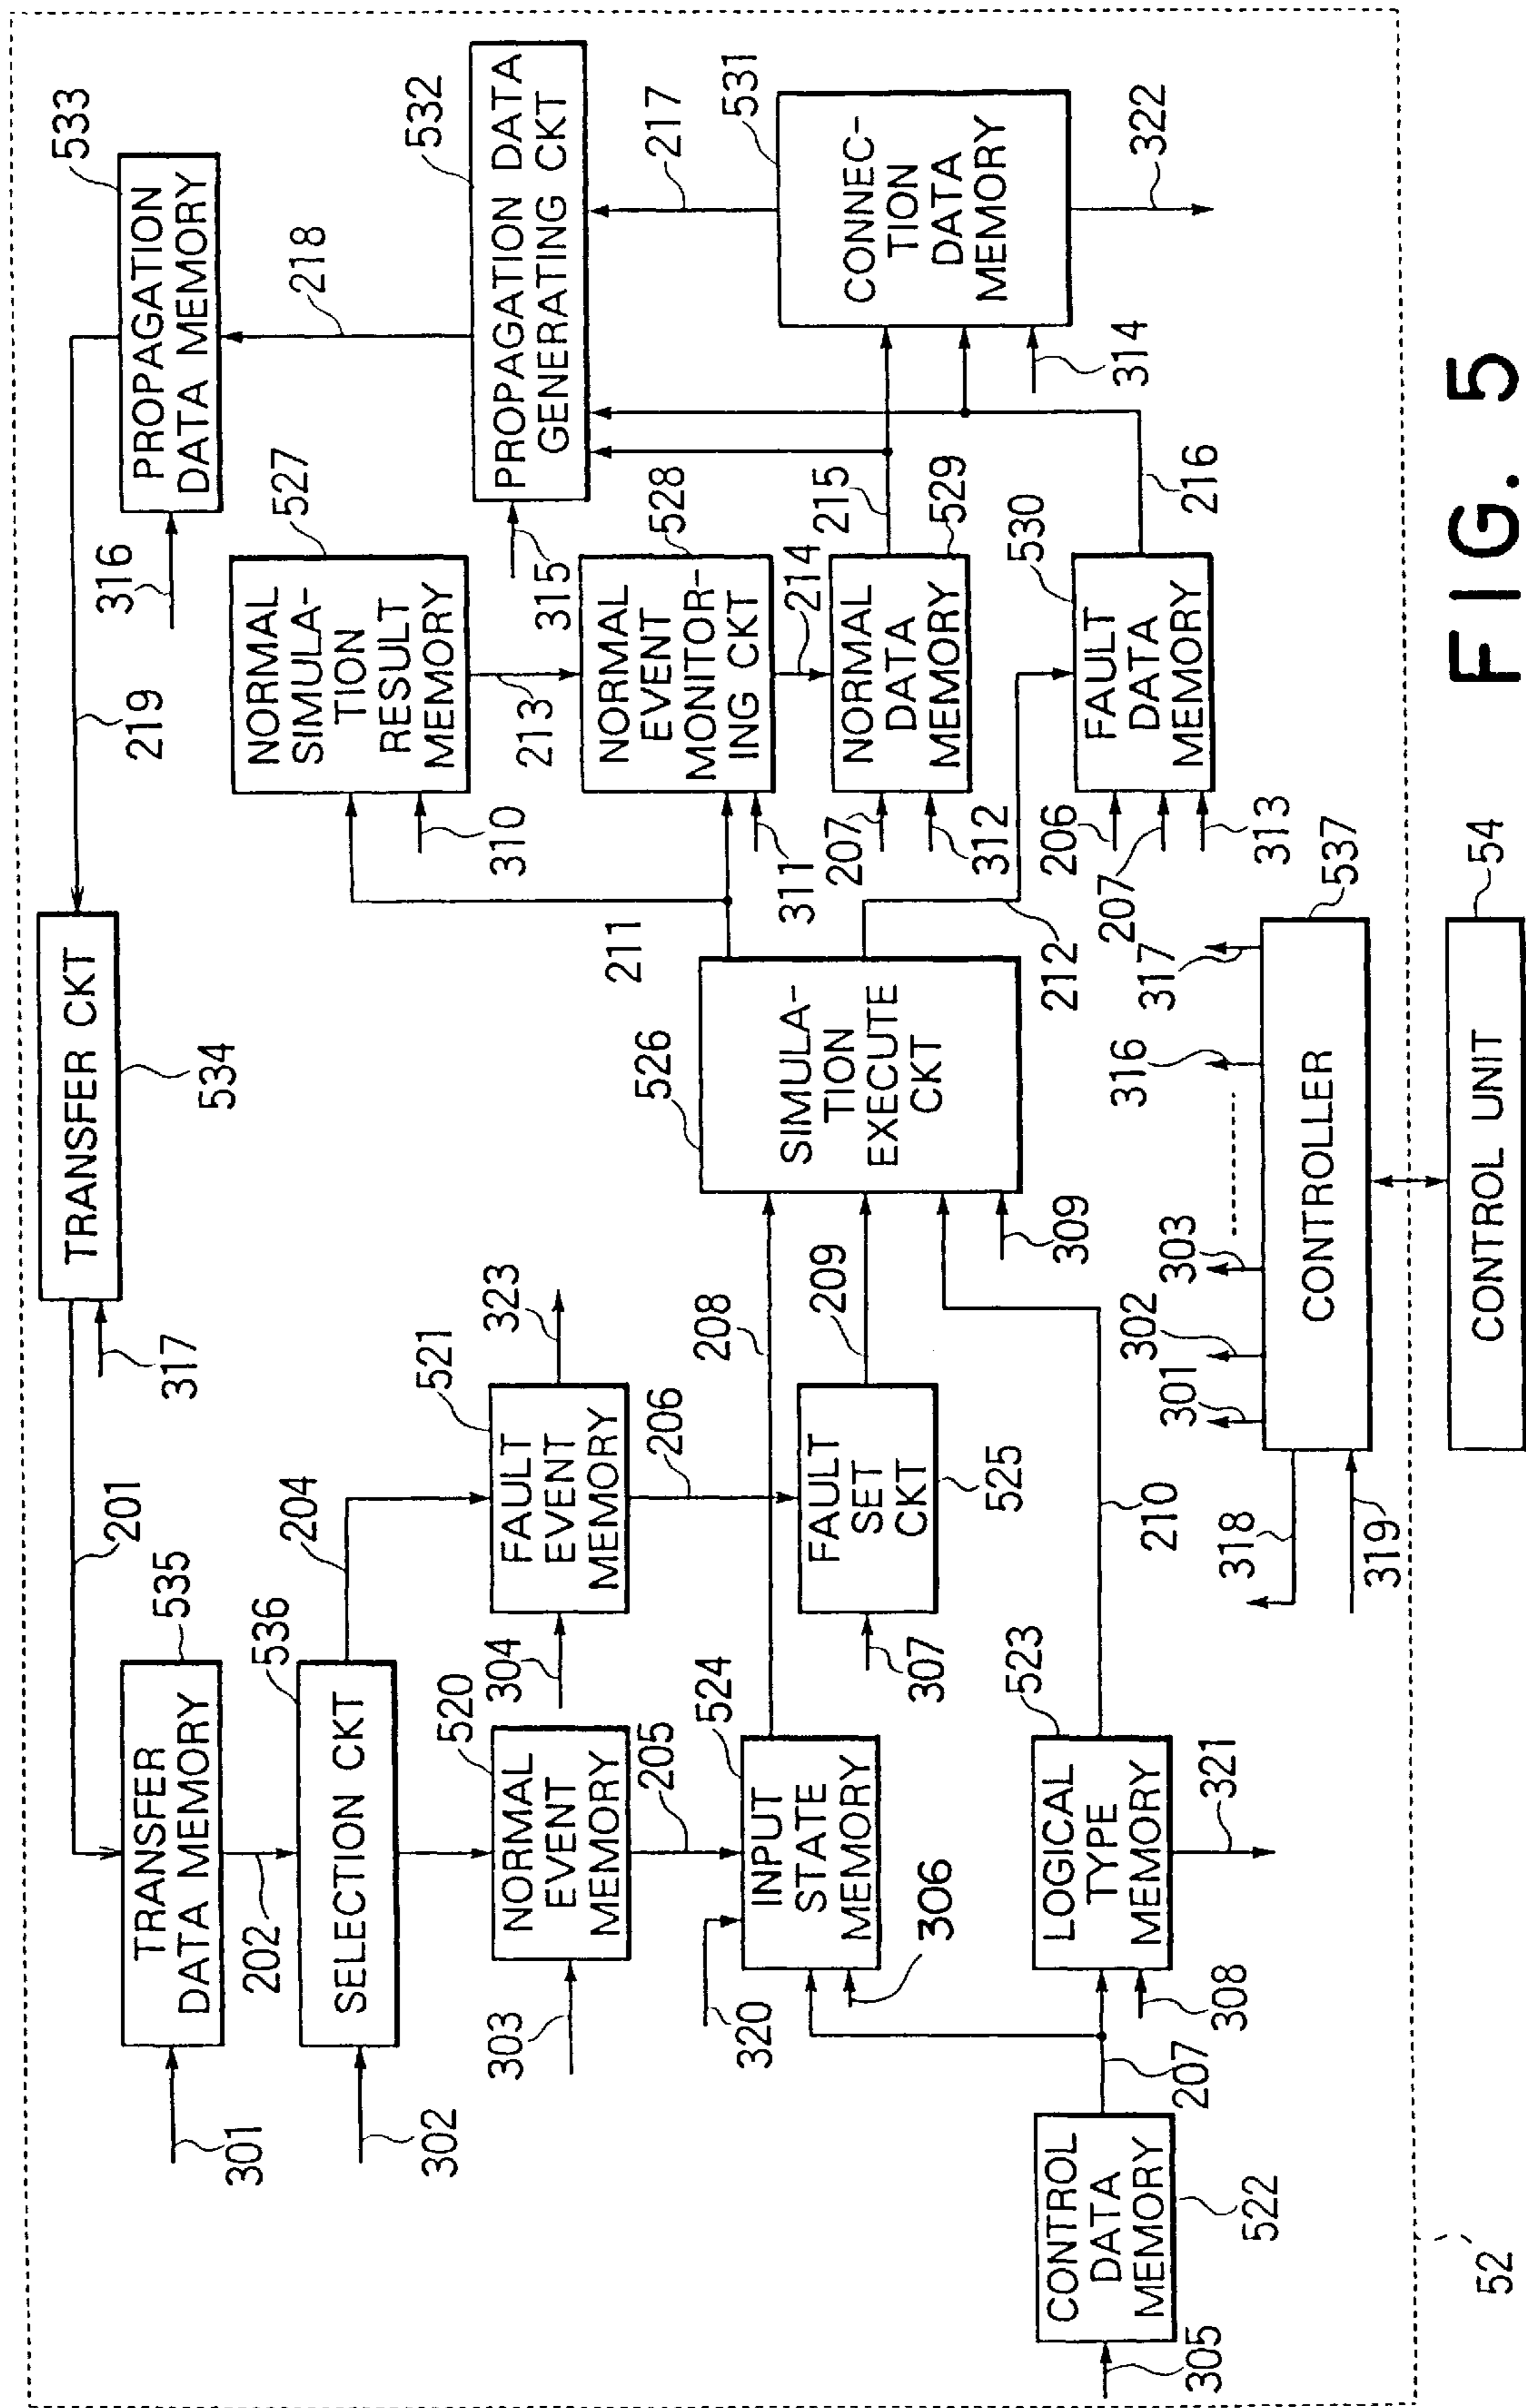 219
TRANSFER CKT
534
317
201
TRANSFER
DATA MEMORY
535
301
202
SELECTION CKT
536
302
204
NORMAL
EVENT
MEMORY
520
303
205
FAULT
EVENT
MEMORY
521
304
323
206
INPUT
STATE
MEMORY
524
320
306
208
FAULT
SET
CKT
525
307
209
LOGICAL
TYPE
MEMORY
523
308
321
210
CONTROL
DATA
MEMORY
522
305
207
SIMULA-
TION
EXECUTE
CKT
526
309
211
212
NORMAL
SIMULA-
TION
RESULT
MEMORY
527
310
213
NORMAL
EVENT
MONITOR-
ING CKT
528
311
214
NORMAL
DATA
MEMORY
529
207
312
215
FAULT
DATA
MEMORY
530
206
207
313
216
PROPAGATION
DATA MEMORY
533
316
218
PROPAGATION DATA
GENERATING CKT
532
315
217
CONNEC-
TION
DATA
MEMORY
531
314
322
CONTROLLER
537
301
302
303
316
317
318
319
CONTROL UNIT
54
52
FIG. 5